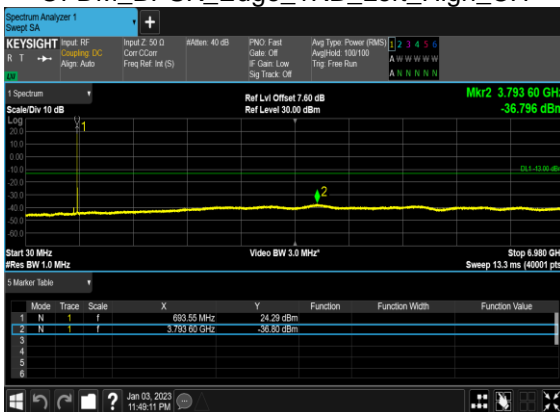 Spectrum Analyzer 1
Swept SA
+
KEYSIGHT
R T
LV
Input: RF
Coupling: DC
Align: Auto
Input Z: 50 Ω
Corr CCorr
Freq Ref: Int (S)
#Atten: 40 dB
PNO: Fast
Gate: Off
IF Gain: Low
Sig Track: Off
Avg Type: Power (RMS)
Avg|Hold: 100/100
Trig: Free Run
1 2 3 4 5 6
A W W W W W
A N N N N N
1 Spectrum
Scale/Div 10 dB
Ref Lvl Offset 7.60 dB
Ref Level 30.00 dBm
Mkr2 3.793 60 GHz
-36.796 dBm
Log
20.0
10.0
0.00
-10.0
-20.0
-30.0
-40.0
-50.0
-60.0
1
2
DL1 -13.00 dBm
Start 30 MHz
#Res BW 1.0 MHz
Video BW 3.0 MHz*
Stop 6.980 GHz
Sweep 13.3 ms (40001 pts)
5 Marker Table
Mode Trace Scale X Y Function Function Width Function Value
1 N 1 f 693.55 MHz 24.29 dBm
2 N 1 f 3.793 60 GHz -36.80 dBm
3
4
5
6
?
Jan 03, 2023
11:49:11 PM